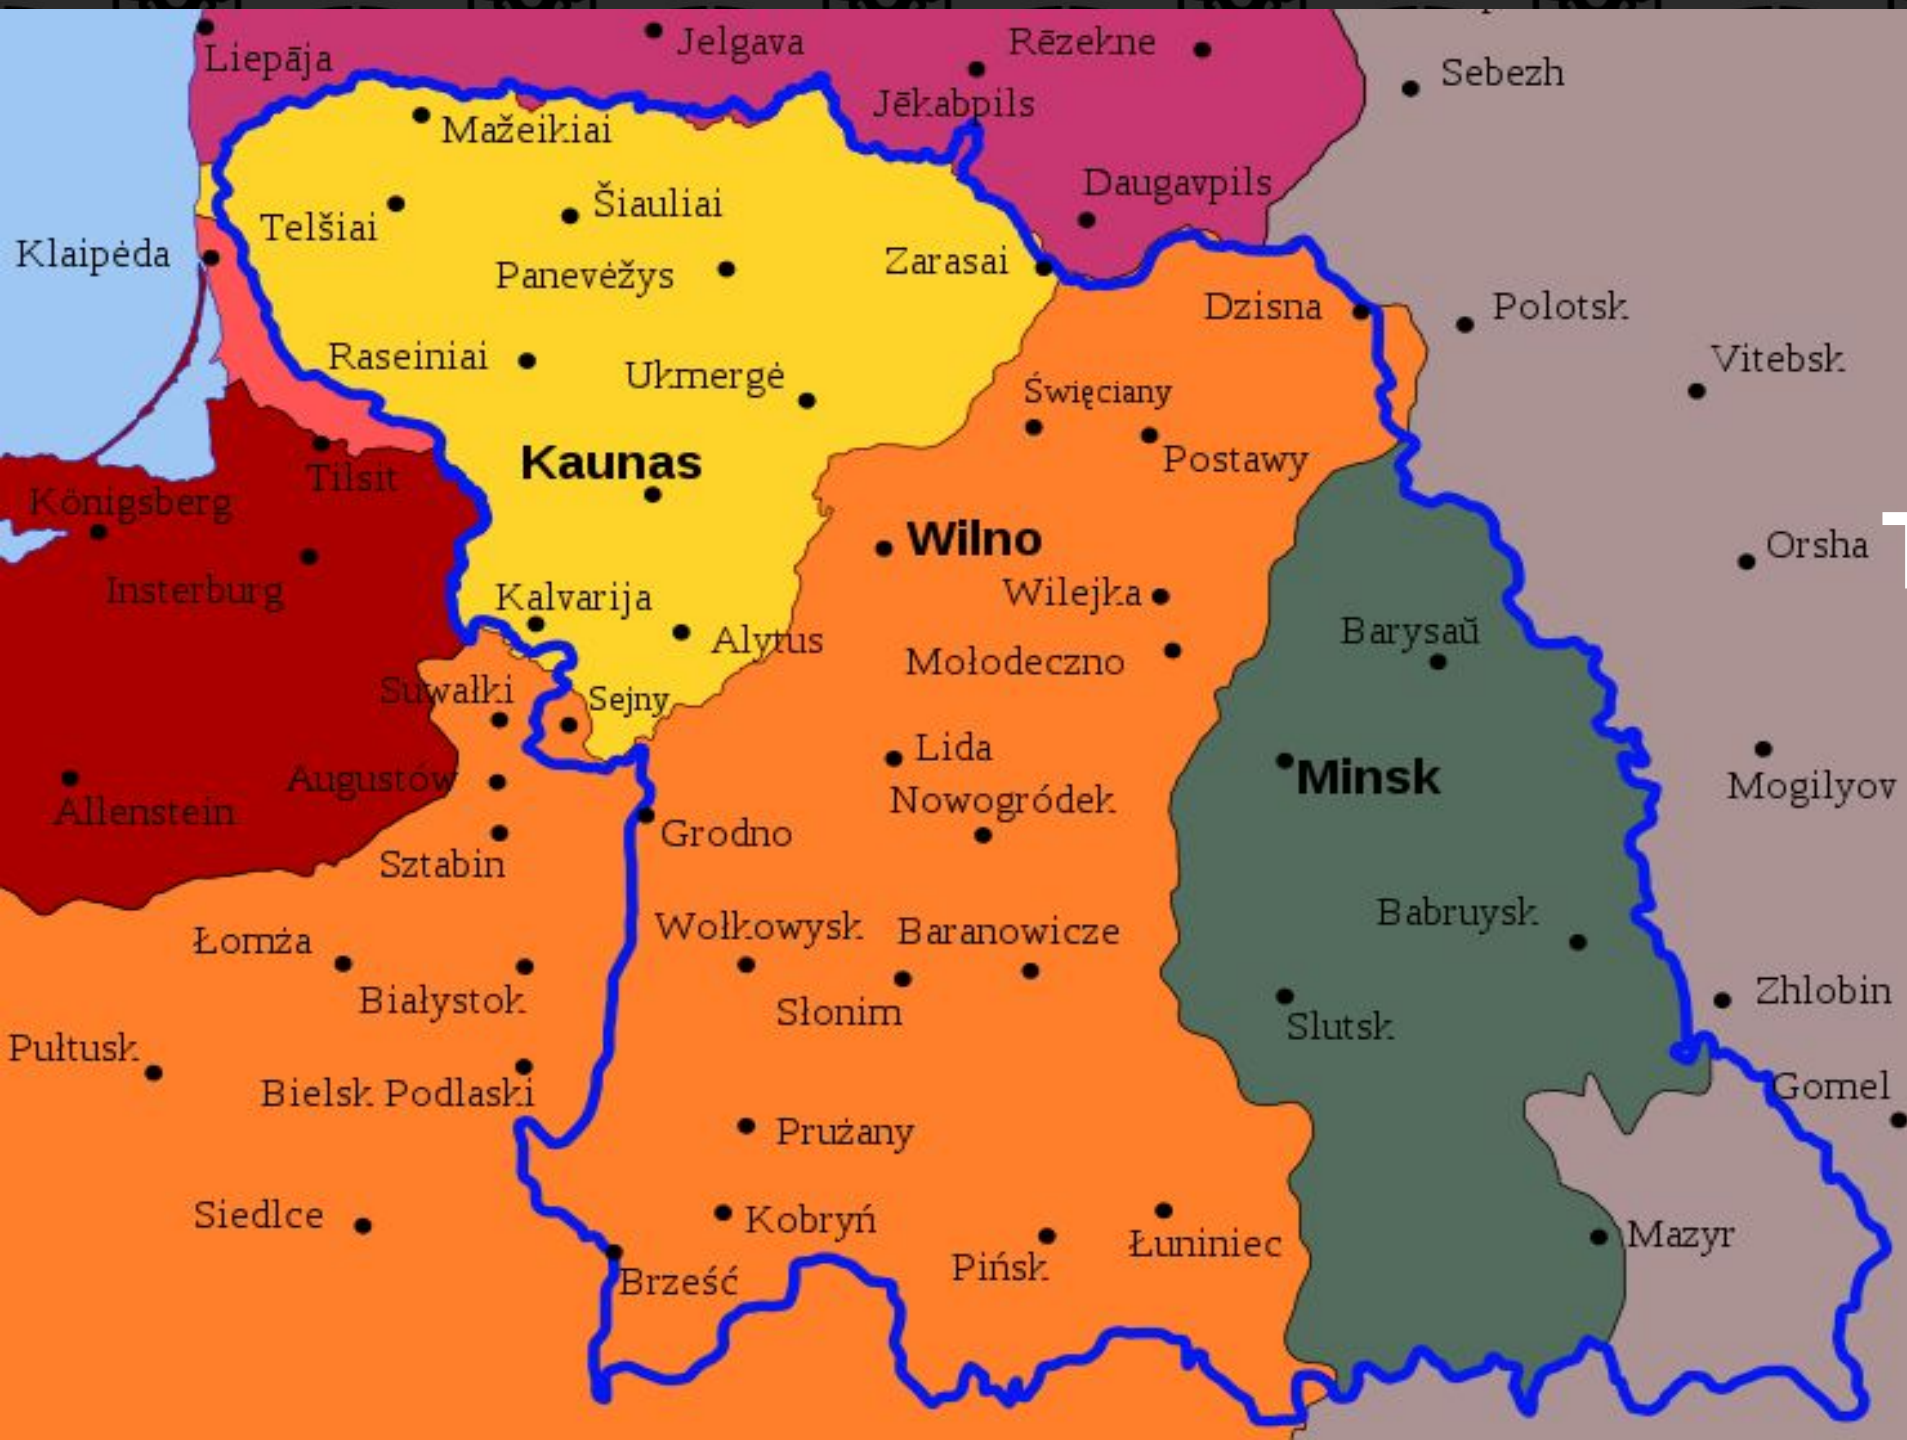 Liepāja
Jelgava
Rēzekne
Sebezh
Jēkabpils
Mažeikiai
Daugavpils
Telšiai
Šiauliai
Klaipėda
Panevėžys
Zarasai
Dzisna
Polotsk
Raseiniai
Ukmergė
Vitebsk
Święciany
Kaunas
Postawy
Tilsit
Königsberg
Wilno
Orsha
Insterburg
Kalvarija
Wilejka
Alytus
Barysaŭ
Mołodeczno
Suwałki
Sejny
Lida
Augustów
Minsk
Mogilyov
Allenstein
Nowogródek
Grodno
Sztabin
Łomża
Wołkowysk
Baranowicze
Babruysk
Białystok
Słonim
Zhlobin
Slutsk
Pułtusk
Bielsk Podlaski
Gomel
Prużany
Siedlce
Kobryń
Łuniniec
Mazyr
Pińsk
Brześć